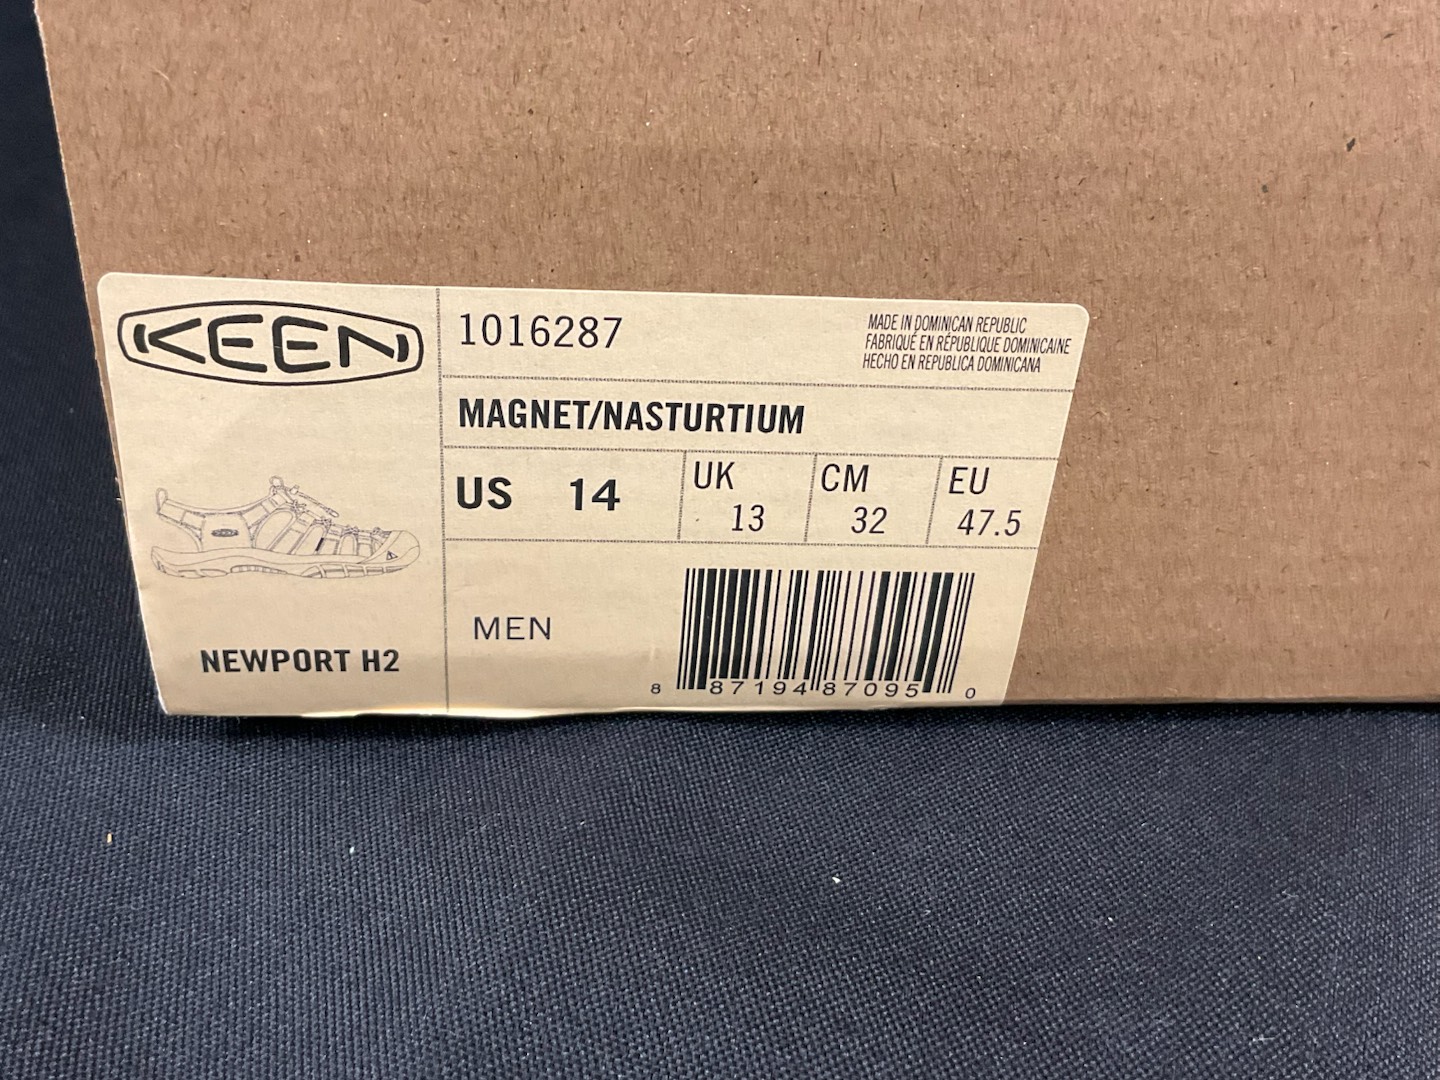 KEEN
1016287
MADE IN DOMINICAN REPUBLIC
FABRIQUÉ EN RÉPUBLIQUE DOMINICAINE
HECHO EN REPUBLICA DOMINICANA
MAGNET/NASTURTIUM
US 14
UK
13
CM
32
EU
47.5
KEEN
NEWPORT H2
MEN
8 87194 87095 0